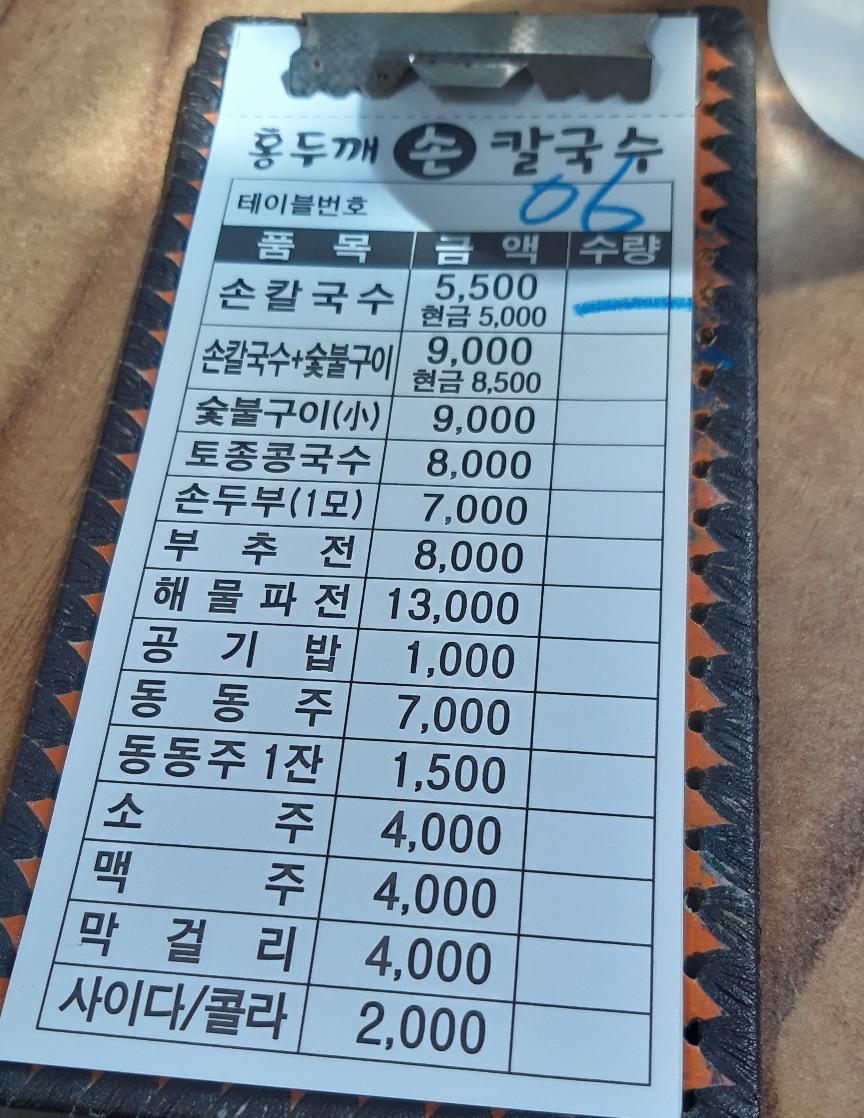 홍두깨 손 칼국수
테이블번호 06
품 목 금 액 수량
손칼국수 5,500
현금 5,000
손칼국수+숯불구이 9,000
현금 8,500
숯불구이(小) 9,000
토종콩국수 8,000
손두부(1모) 7,000
부 추 전 8,000
해 물 파 전 13,000
공 기 밥 1,000
동 동 주 7,000
동동주 1잔 1,500
소 주 4,000
맥 주 4,000
막 걸 리 4,000
사이다/콜라 2,000